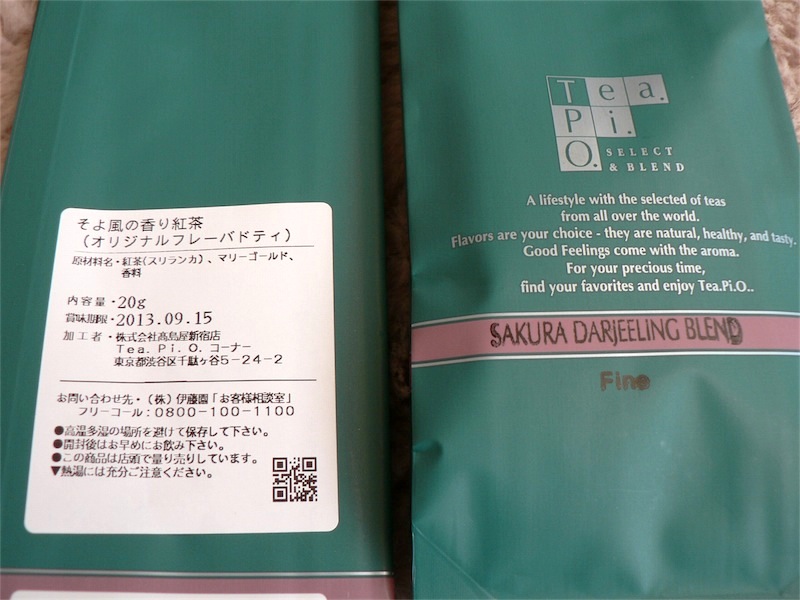 そよ風の香り紅茶
（オリジナルフレーバドティ）
原材料名・紅茶（スリランカ）、マリーゴールド、
香料
内容量・20g
賞味期限・2013.09.15
加工者・株式会社髙島屋新宿店
Tea. Pi. O. コーナー
東京都渋谷区千駄ヶ谷5-24-2
お問い合わせ先・（株）伊藤園「お客様相談室」
フリーコール：0800-100-1100
●高温多湿の場所を避けて保存して下さい。
●開封後はお早めにお飲み下さい。
●この商品は店頭で量り売りしています。
▼熱湯には充分ご注意ください。
Tea.
Pi.
O. SELECT
& BLEND
A lifestyle with the selected of teas
from all over the world.
Flavors are your choice - they are natural, healthy, and tasty.
Good Feelings come with the aroma.
For your precious time,
find your favorites and enjoy Tea.Pi.O..
SAKURA DARJEELING BLEND
Fine